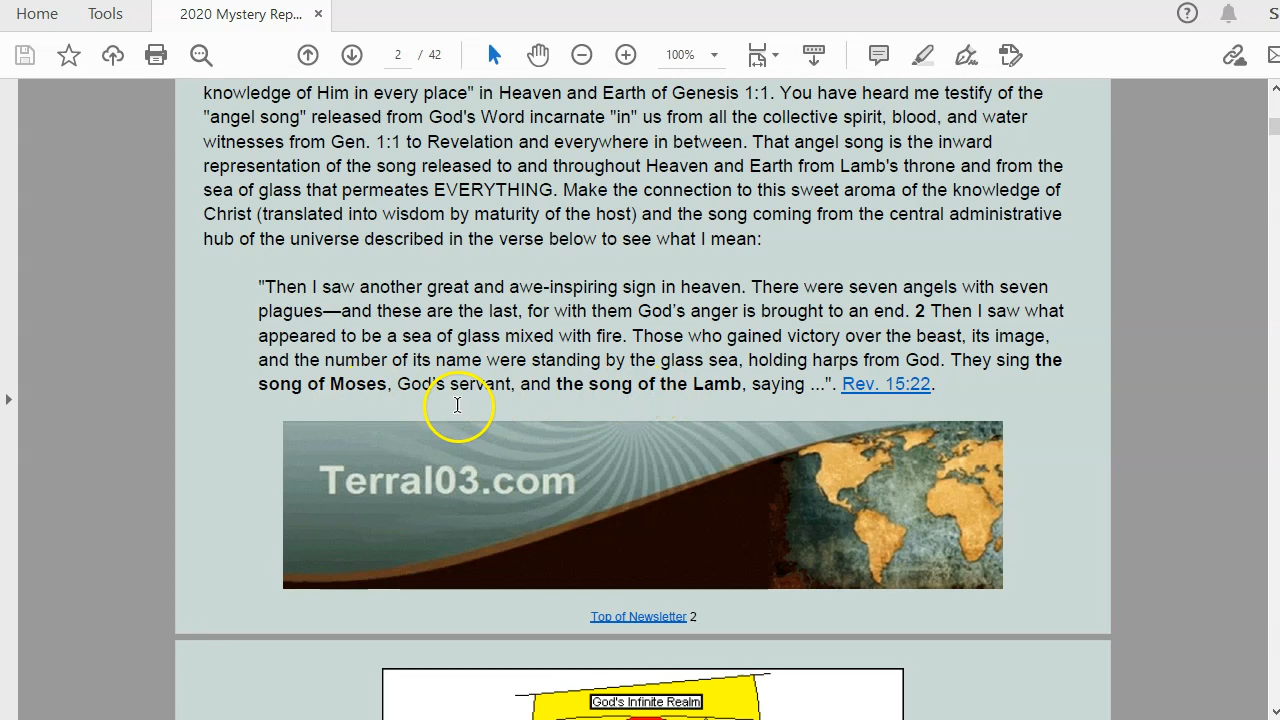 Home Tools 2020 Mystery Rep... × S
2 / 42 100%
knowledge of Him in every place" in Heaven and Earth of Genesis 1:1. You have heard me testify of the
"angel song" released from God's Word incarnate "in" us from all the collective spirit, blood, and water
witnesses from Gen. 1:1 to Revelation and everywhere in between. That angel song is the inward
representation of the song released to and throughout Heaven and Earth from Lamb's throne and from the
sea of glass that permeates EVERYTHING. Make the connection to this sweet aroma of the knowledge of
Christ (translated into wisdom by maturity of the host) and the song coming from the central administrative
hub of the universe described in the verse below to see what I mean:
"Then I saw another great and awe-inspiring sign in heaven. There were seven angels with seven
plagues—and these are the last, for with them God's anger is brought to an end. 2 Then I saw what
appeared to be a sea of glass mixed with fire. Those who gained victory over the beast, its image,
and the number of its name were standing by the glass sea, holding harps from God. They sing the
song of Moses, God's servant, and the song of the Lamb, saying ...". Rev. 15:22.
Terral03.com
Top of Newsletter 2
God's Infinite Realm